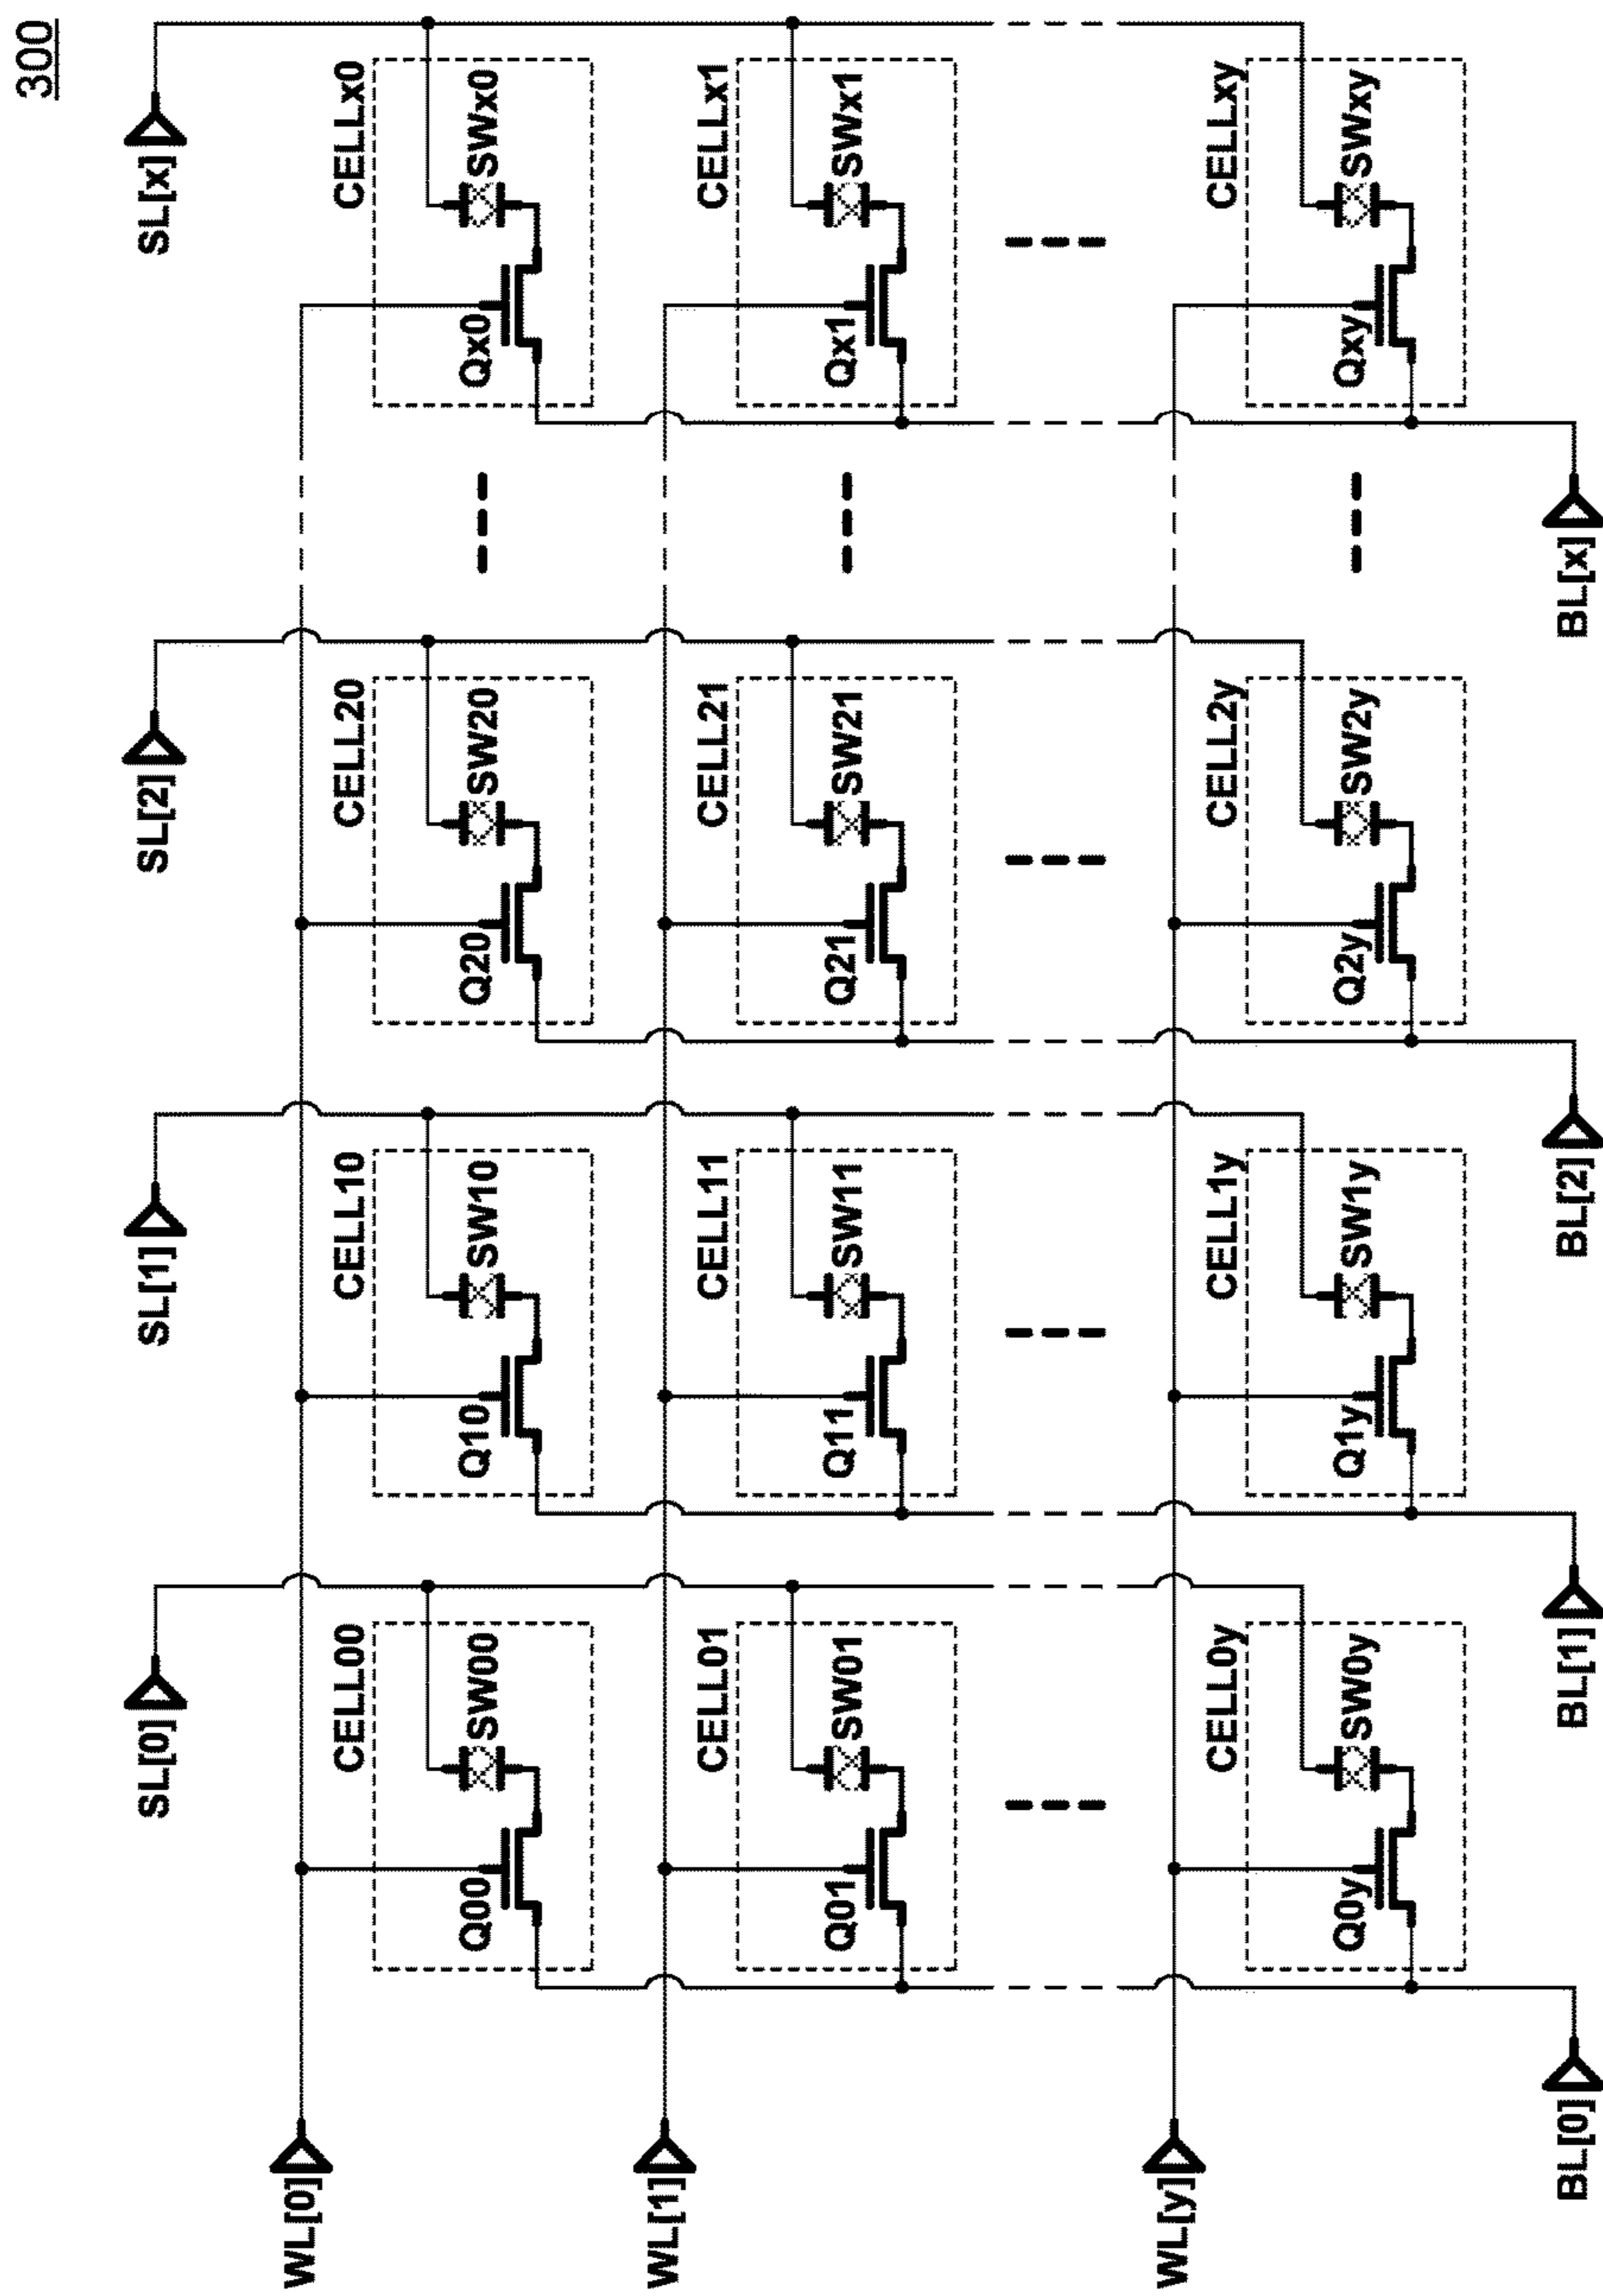 300
SL[0] SL[1] SL[2] SL[x]
WL[0]
CELL00 CELL10 CELL20 CELLx0
Q00 SW00 Q10 SW10 Q20 SW20 Qx0 SWx0
WL[1]
CELL01 CELL11 CELL21 CELLx1
Q01 SW01 Q11 SW11 Q21 SW21 Qx1 SWx1
WL[y]
CELL0y CELL1y CELL2y CELLxy
Q0y SW0y Q1y SW1y Q2y SW2y Qxy SWxy
BL[0] BL[1] BL[2] BL[x]